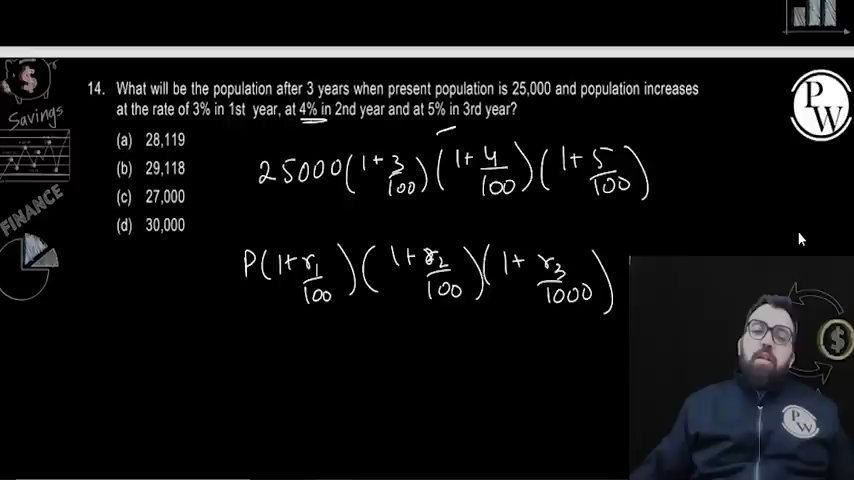 14. What will be the population after 3 years when present population is 25,000 and population increases
at the rate of 3% in 1st year, at 4% in 2nd year and at 5% in 3rd year?
(a) 28,119
(b) 29,118
(c) 27,000
(d) 30,000
25000(1+3/100)(1+4/100)(1+5/100)
P(1+r1/100)(1+r2/100)(1+r3/1000)
Savings
FINANCE
P
W
PW